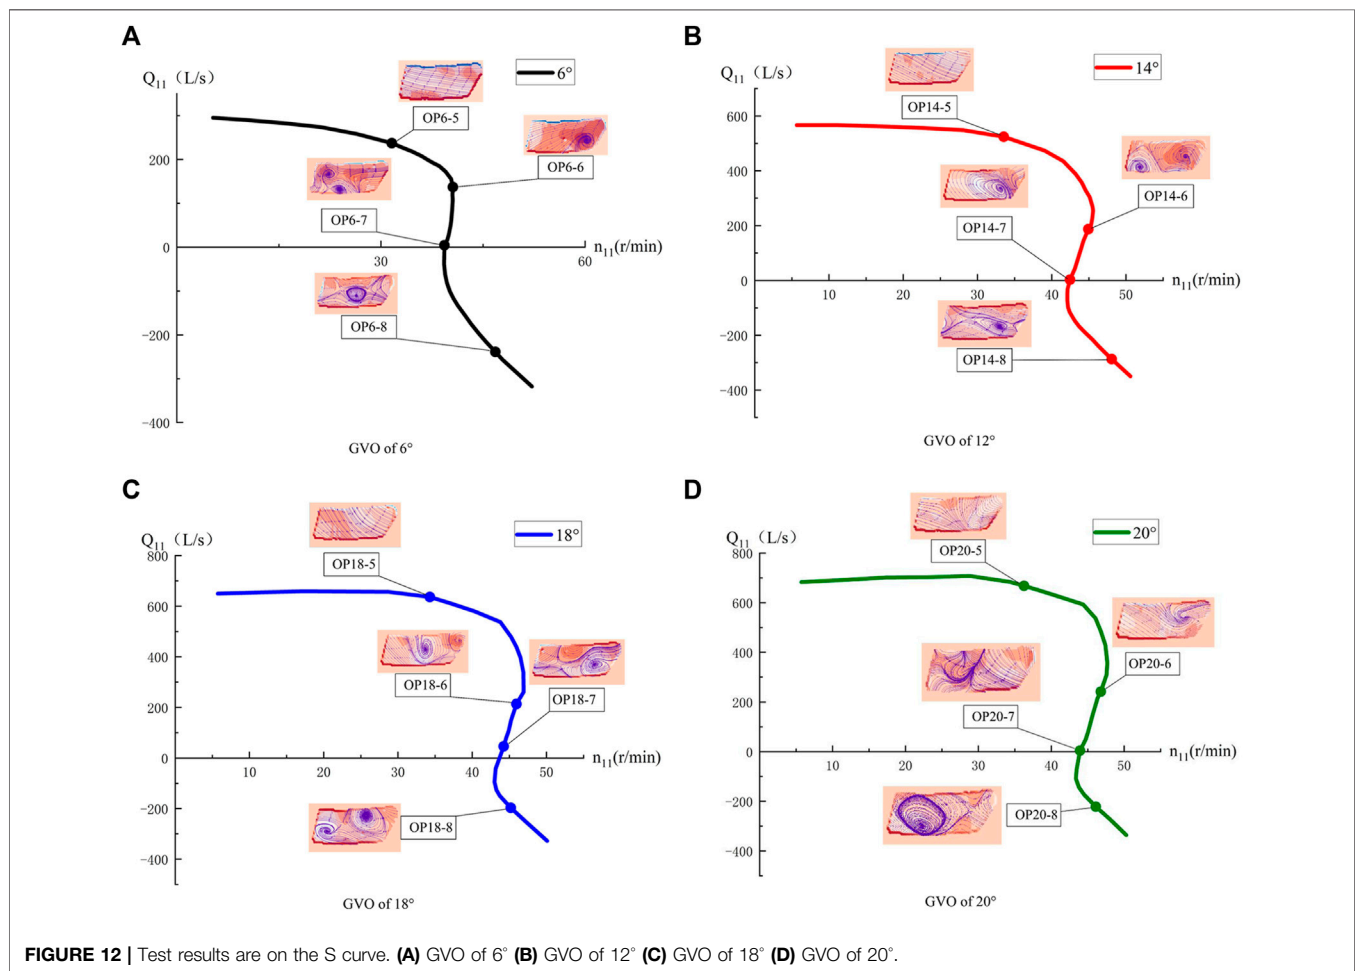 A
Q11 (L/s)
6°
OP6-5
OP6-6
OP6-7
OP6-8
200
0
−200
−400
30
60
n11(r/min)
GVO of 6°
B
Q11 (L/s)
14°
OP14-5
OP14-6
OP14-7
OP14-8
600
400
200
0
−200
−400
10
20
30
40
50
n11(r/min)
GVO of 12°
C
Q11 (L/s)
18°
OP18-5
OP18-6
OP18-7
OP18-8
800
600
400
200
0
−200
−400
10
20
30
40
50
n11(r/min)
GVO of 18°
D
Q11 (L/s)
20°
OP20-5
OP20-6
OP20-7
OP20-8
800
600
400
200
0
−200
−400
10
20
30
40
50
n11(r/min)
GVO of 20°
FIGURE 12 | Test results are on the S curve. (A) GVO of 6° (B) GVO of 12° (C) GVO of 18° (D) GVO of 20°.